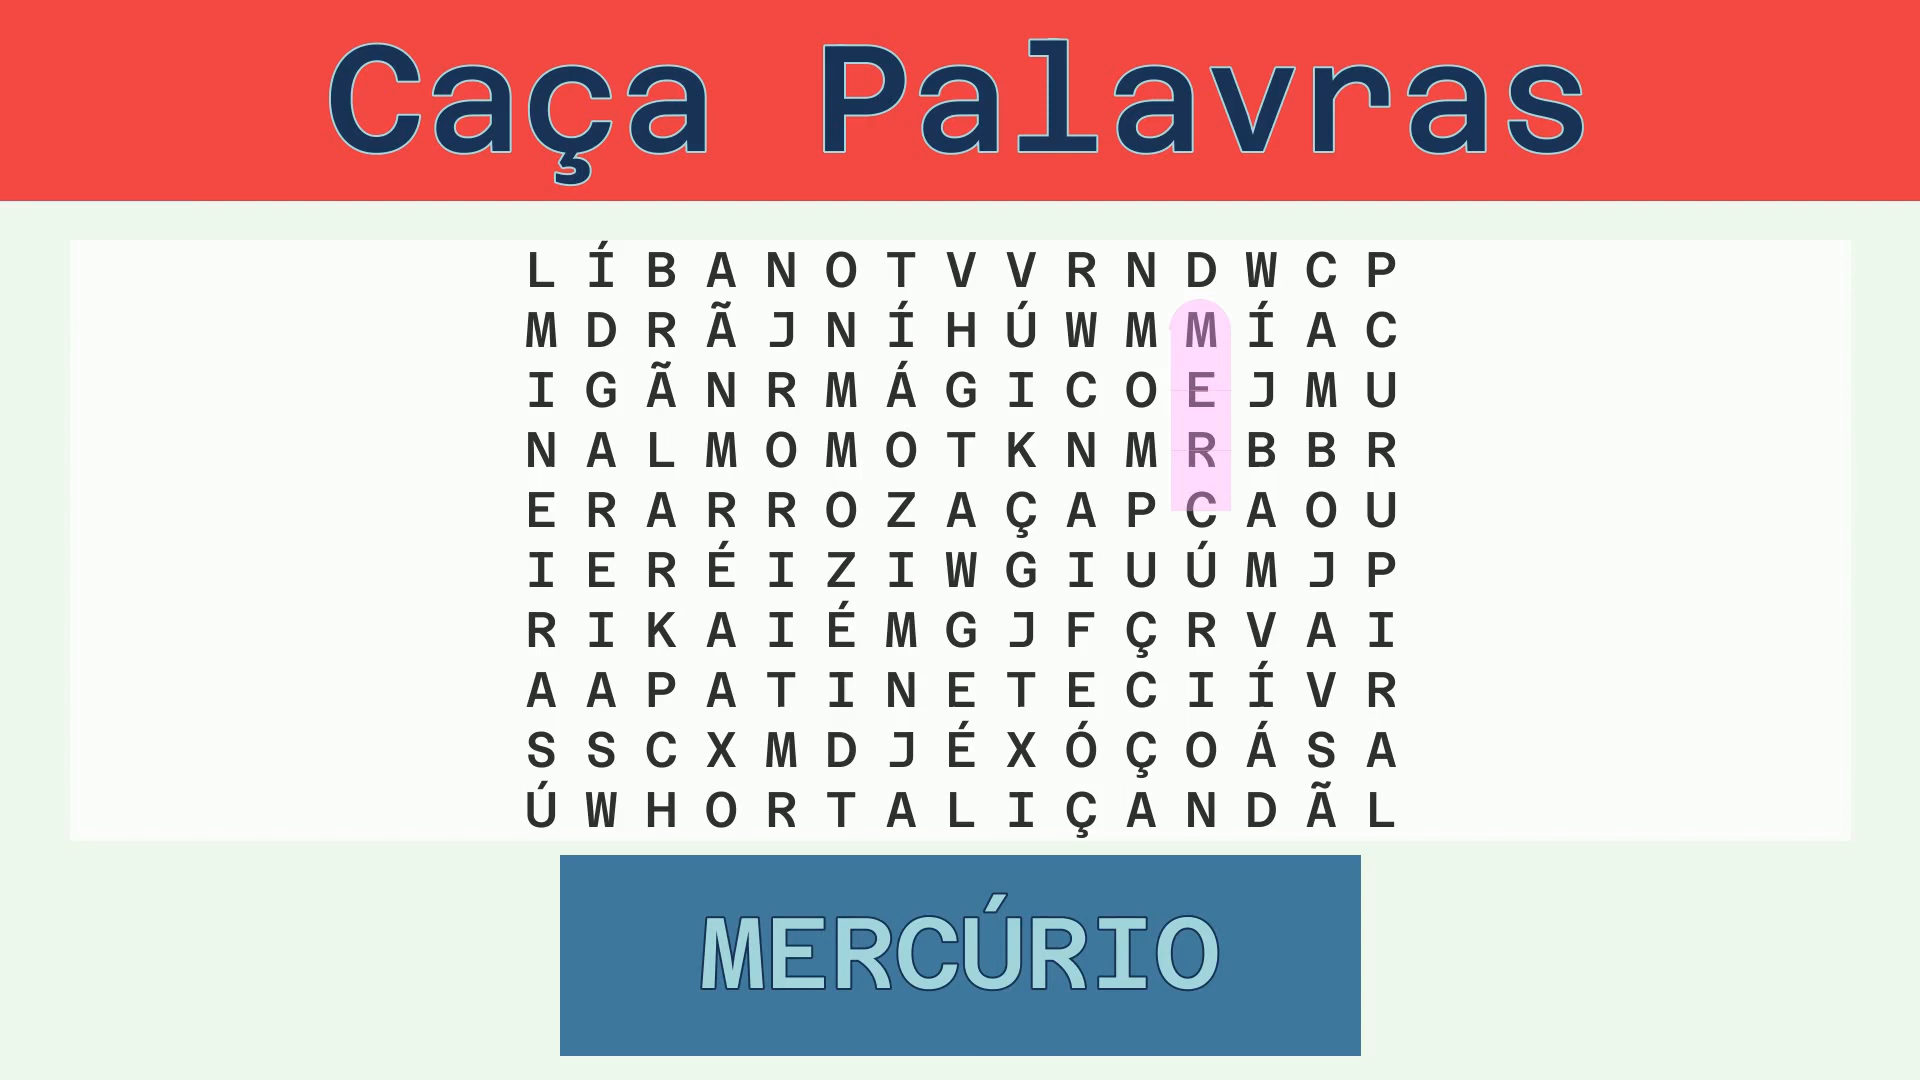 Caça Palavras
L Í B A N O T V V R N D W C P
M D R Ã J N Í H Ú W M M Í A C
I G Ã N R M Á G I C O E J M U
N A L M O M O T K N M R B B R
E R A R R O Z A Ç A P C A O U
I E R É I Z I W G I U Ú M J P
R I K A I É M G J F Ç R V A I
A A P A T I N E T E C I Í V R
S S C X M D J É X Ó Ç O Á S A
Ú W H O R T A L I Ç A N D Ã L
MERCÚRIO